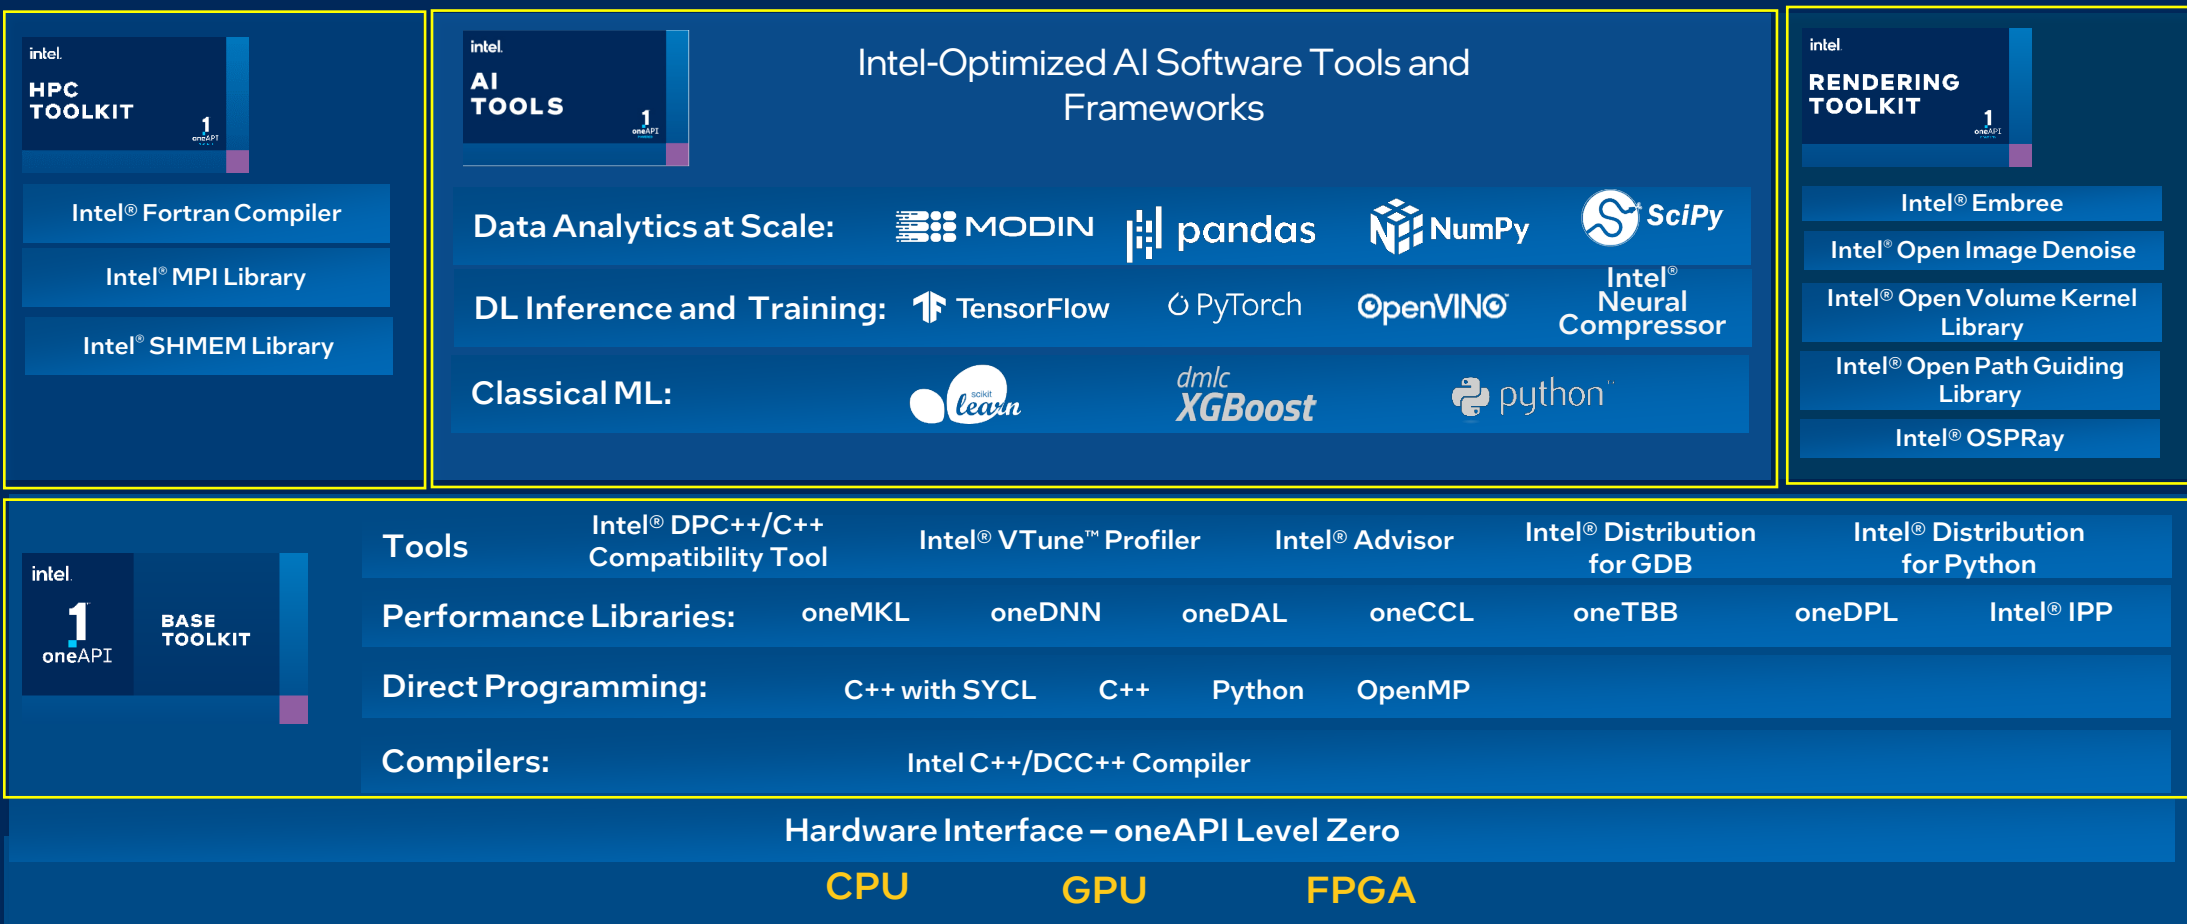 intel.
HPC
TOOLKIT
1
oneAPI
Intel® Fortran Compiler
Intel® MPI Library
Intel® SHMEM Library
intel.
AI
TOOLS
1
oneAPI
Intel-Optimized AI Software Tools and
Frameworks
Data Analytics at Scale: MODIN pandas NumPy SciPy
DL Inference and Training: TensorFlow PyTorch OpenVINO™ Intel®
Neural
Compressor
Classical ML: scikit
learn
dmlc
XGBoost
python™
intel.
RENDERING
TOOLKIT
1
oneAPI
Intel® Embree
Intel® Open Image Denoise
Intel® Open Volume Kernel
Library
Intel® Open Path Guiding
Library
Intel® OSPRay
intel.
1
oneAPI
BASE
TOOLKIT
Tools
Intel® DPC++/C++
Compatibility Tool
Intel® VTune™ Profiler
Intel® Advisor
Intel® Distribution
for GDB
Intel® Distribution
for Python
Performance Libraries: oneMKL oneDNN oneDAL oneCCL oneTBB oneDPL Intel® IPP
Direct Programming: C++ with SYCL C++ Python OpenMP
Compilers: Intel C++/DCC++ Compiler
Hardware Interface – oneAPI Level Zero
CPU GPU FPGA